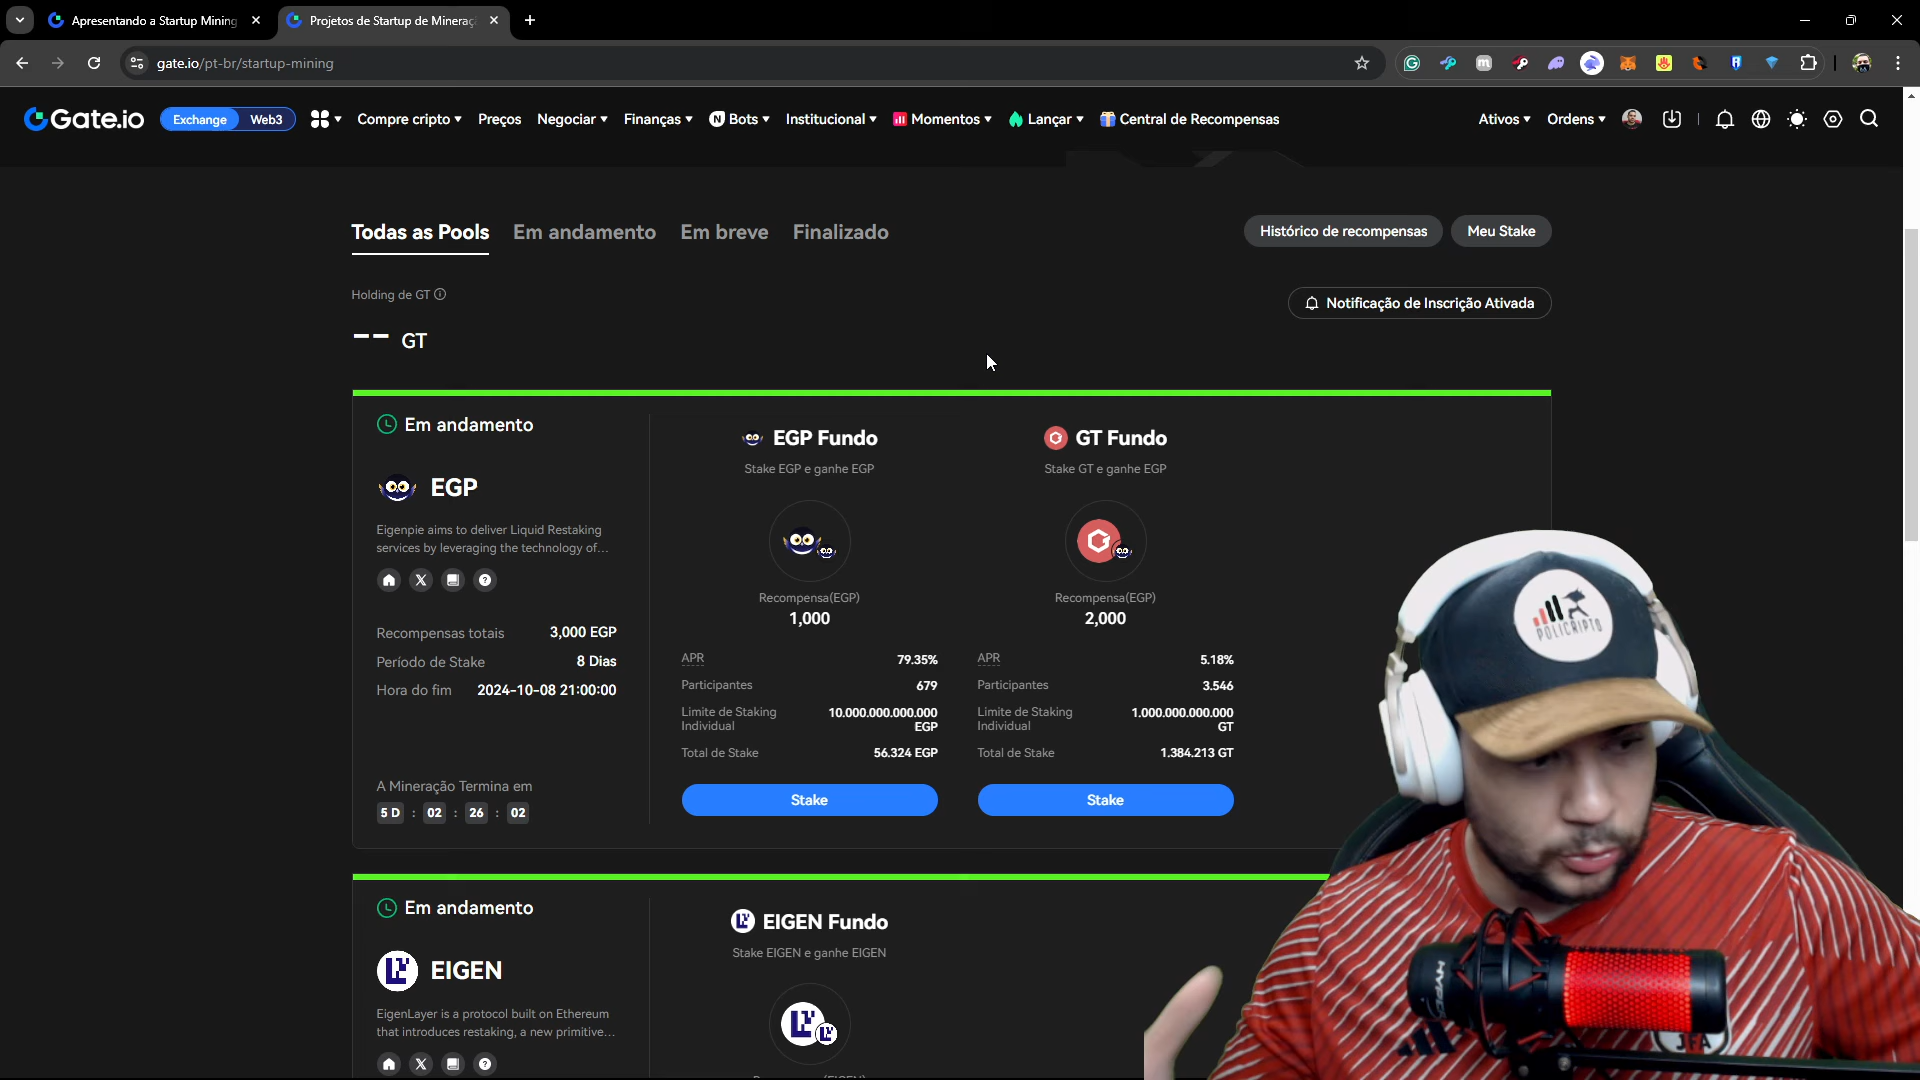 Apresentando a Startup Mining
Projetos de Startup de Mineraç
gate.io/pt-br/startup-mining
Gate.io
Exchange
Web3
Compre cripto
Preços
Negociar
Finanças
Bots
Institucional
Momentos
Lançar
Central de Recompensas
Ativos
Ordens
Todas as Pools
Em andamento
Em breve
Finalizado
Histórico de recompensas
Meu Stake
Holding de GT
-- GT
Notificação de Inscrição Ativada
Em andamento
EGP
Eigenpie aims to deliver Liquid Restaking
services by leveraging the technology of...
Recompensas totais 3,000 EGP
Período de Stake 8 Dias
Hora do fim 2024-10-08 21:00:00
A Mineração Termina em
5 D : 02 : 26 : 02
EGP Fundo
Stake EGP e ganhe EGP
Recompensa(EGP)
1,000
APR 79.35%
Participantes 679
Limite de Staking 10.000.000.000.000
Individual EGP
Total de Stake 56.324 EGP
Stake
GT Fundo
Stake GT e ganhe EGP
Recompensa(EGP)
2,000
APR 5.18%
Participantes 3.546
Limite de Staking 1.000.000.000.000
Individual GT
Total de Stake 1.384.213 GT
Stake
Em andamento
EIGEN
EigenLayer is a protocol built on Ethereum
that introduces restaking, a new primitive...
EIGEN Fundo
Stake EIGEN e ganhe EIGEN
POLICRIPTO
HYPERX
JFA